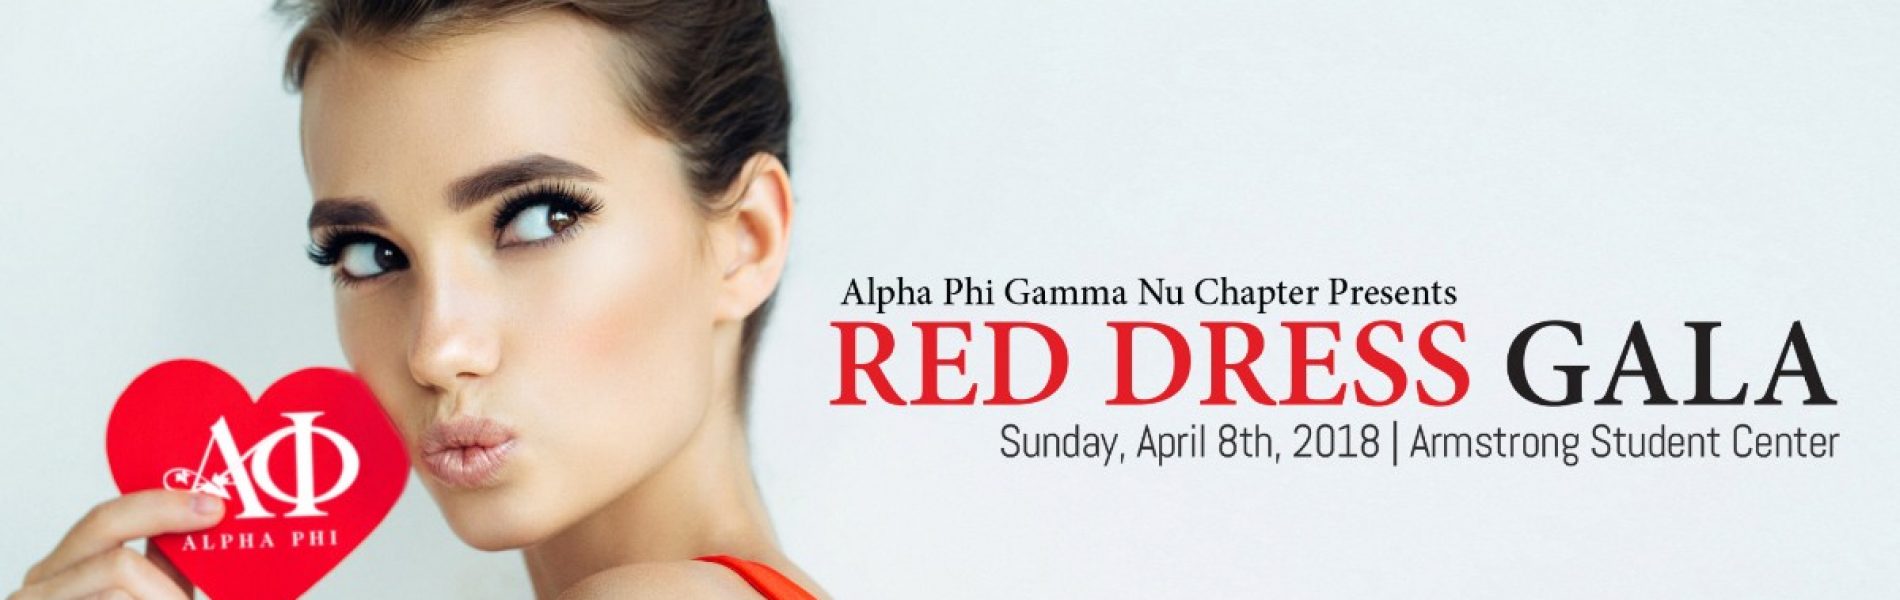 ΑΦ
ALPHA PHI
Alpha Phi Gamma Nu Chapter Presents
RED DRESS GALA
Sunday, April 8th, 2018 | Armstrong Student Center